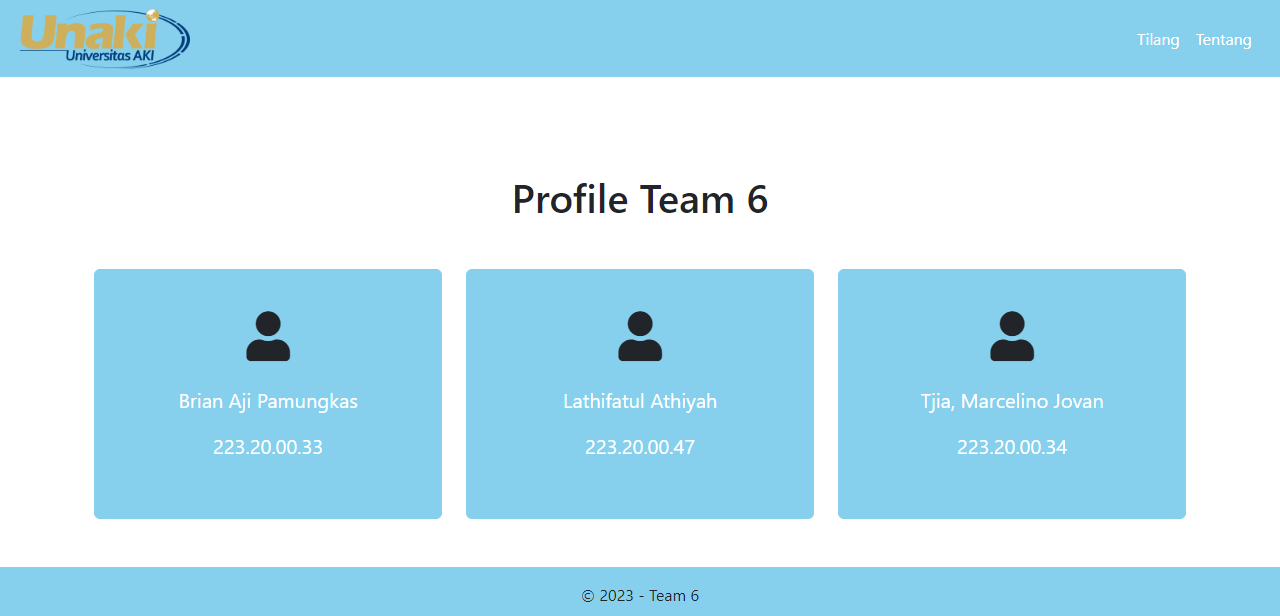 Unaki
Universitas AKI
Tilang Tentang
Profile Team 6
Brian Aji Pamungkas
223.20.00.33
Lathifatul Athiyah
223.20.00.47
Tjia, Marcelino Jovan
223.20.00.34
© 2023 - Team 6